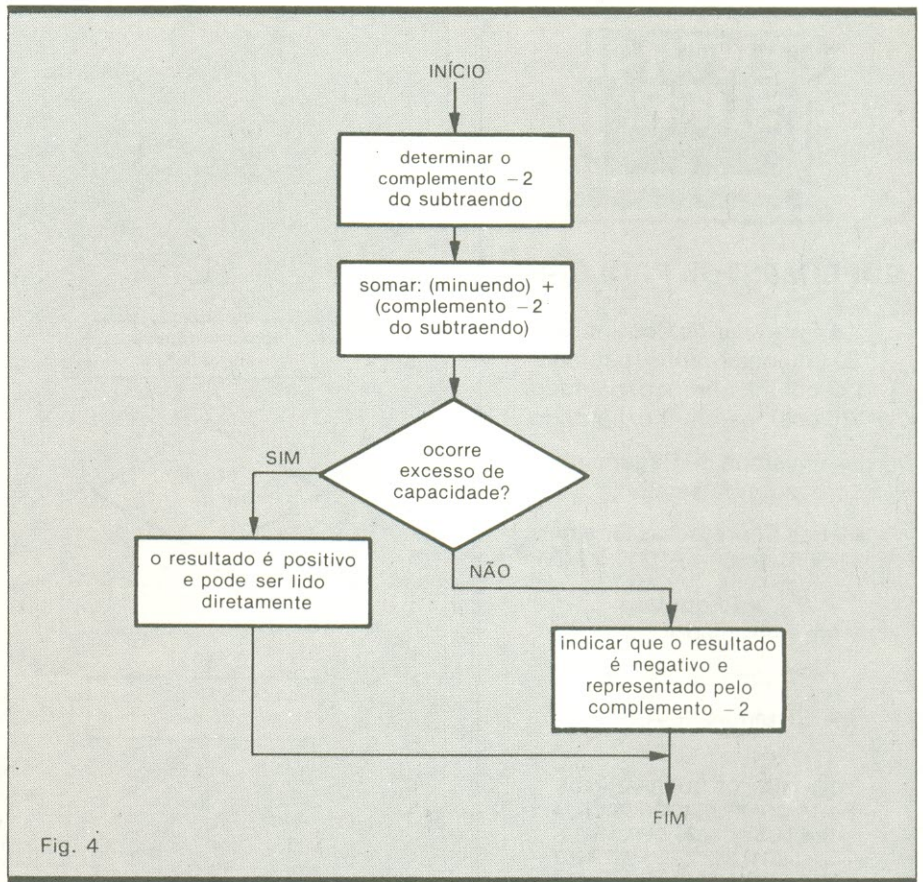 INÍCIO
determinar o
complemento −2
do subtraendo
somar: (minuendo) +
(complemento −2
do subtraendo)
ocorre
excesso de
capacidade?
SIM
o resultado é positivo
e pode ser lido
diretamente
NÃO
indicar que o resultado
é negativo e
representado pelo
complemento −2
FIM
Fig. 4